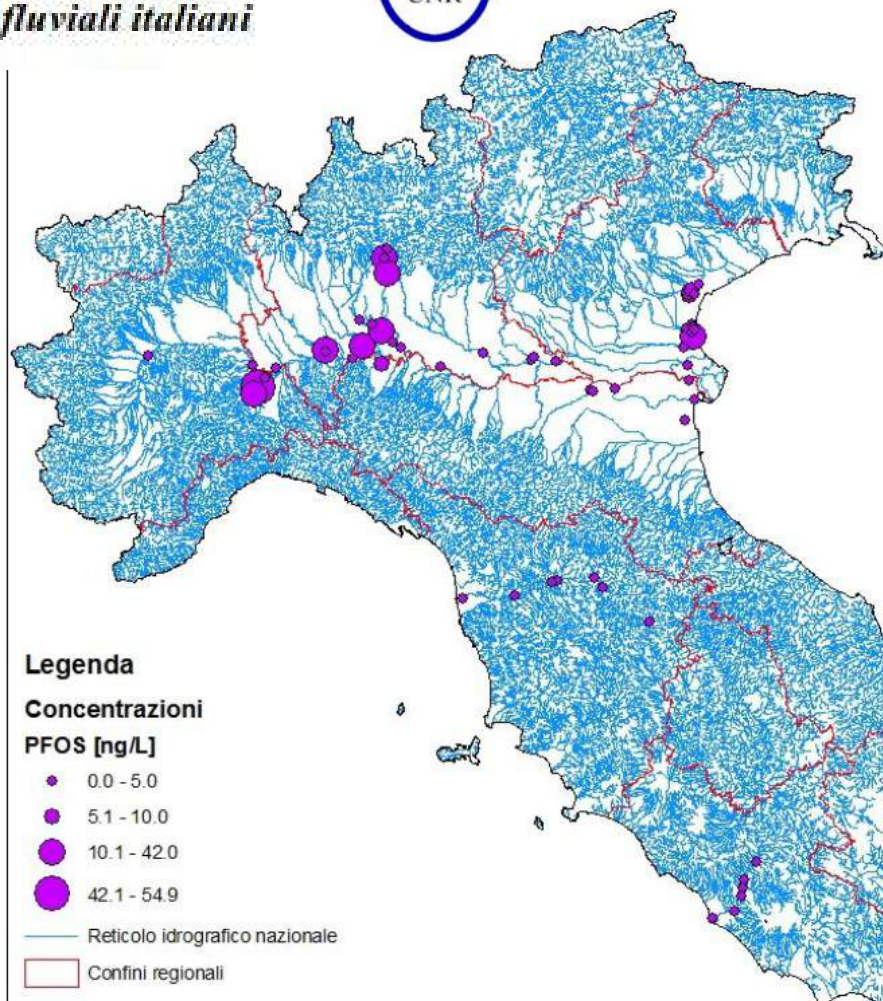 fluviali italiani
CNR
Legenda
Concentrazioni
PFOS [ng/L]
0.0 - 5.0
5.1 - 10.0
10.1 - 42.0
42.1 - 54.9
Reticolo idrografico nazionale
Confini regionali